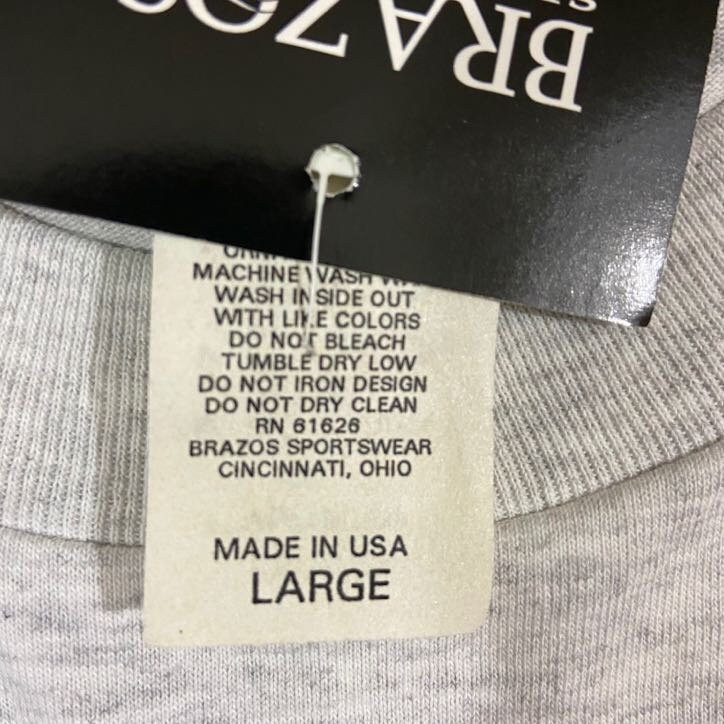 BRAZOS
MACHINE WASH
WASH INSIDE OUT
WITH LIKE COLORS
DO NOT BLEACH
TUMBLE DRY LOW
DO NOT IRON DESIGN
DO NOT DRY CLEAN
RN 61626
BRAZOS SPORTSWEAR
CINCINNATI, OHIO
MADE IN USA
LARGE